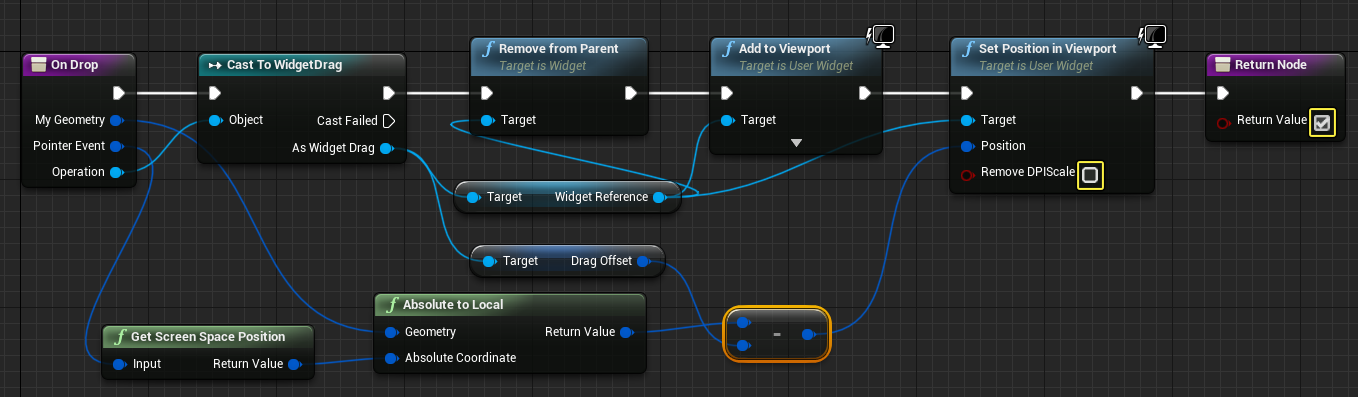 On Drop
My Geometry
Pointer Event
Operation
Cast To WidgetDrag
Object
Cast Failed
As Widget Drag
f Remove from Parent
Target is Widget
Target
f Add to Viewport
Target is User Widget
Target
f Set Position in Viewport
Target is User Widget
Target
Position
Remove DPIScale
Return Node
Return Value
Target Widget Reference
Target Drag Offset
f Absolute to Local
Geometry Return Value
Absolute Coordinate
-
f Get Screen Space Position
Input Return Value